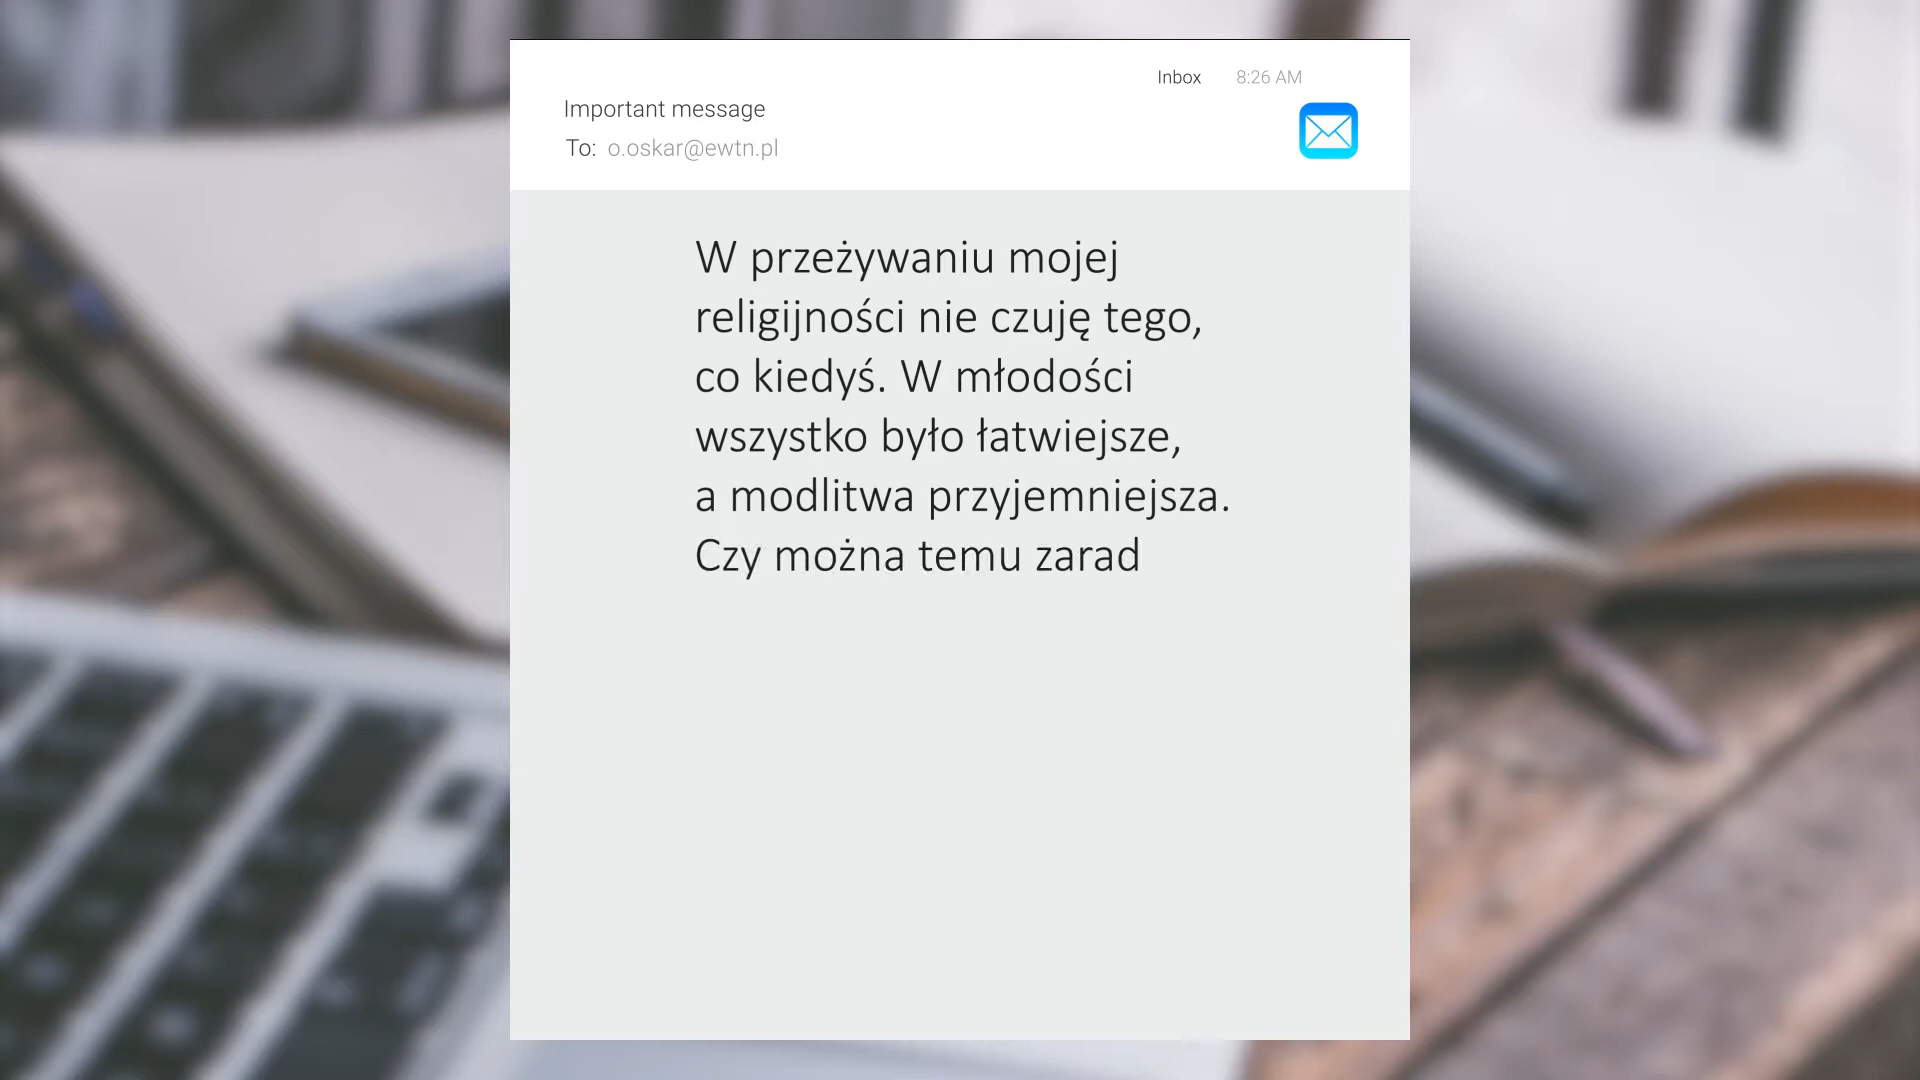 Inbox 8:26 AM
Important message
To: o.oskar@ewtn.pl
W przeżywaniu mojej
religijności nie czuję tego,
co kiedyś. W młodości
wszystko było łatwiejsze,
a modlitwa przyjemniejsza.
Czy można temu zarad